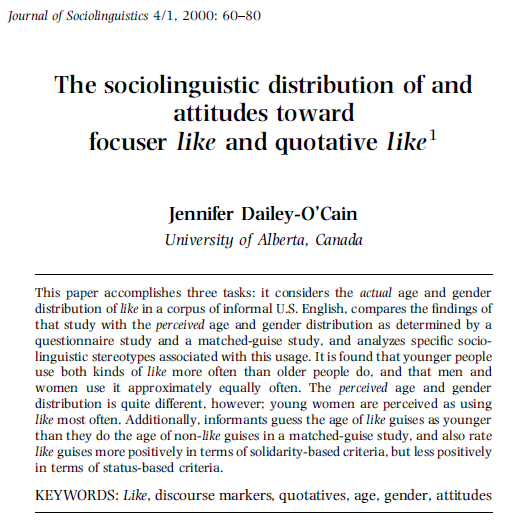 Journal of Sociolinguistics 4/1, 2000: 60–80
The sociolinguistic distribution of and
attitudes toward
focuser like and quotative like1
Jennifer Dailey-O'Cain
University of Alberta, Canada
This paper accomplishes three tasks: it considers the actual age and gender
distribution of like in a corpus of informal U.S. English, compares the findings of
that study with the perceived age and gender distribution as determined by a
questionnaire study and a matched-guise study, and analyzes specific socio-
linguistic stereotypes associated with this usage. It is found that younger people
use both kinds of like more often than older people do, and that men and
women use it approximately equally often. The perceived age and gender
distribution is quite different, however; young women are perceived as using
like most often. Additionally, informants guess the age of like guises as younger
than they do the age of non-like guises in a matched-guise study, and also rate
like guises more positively in terms of solidarity-based criteria, but less positively
in terms of status-based criteria.
KEYWORDS: Like, discourse markers, quotatives, age, gender, attitudes